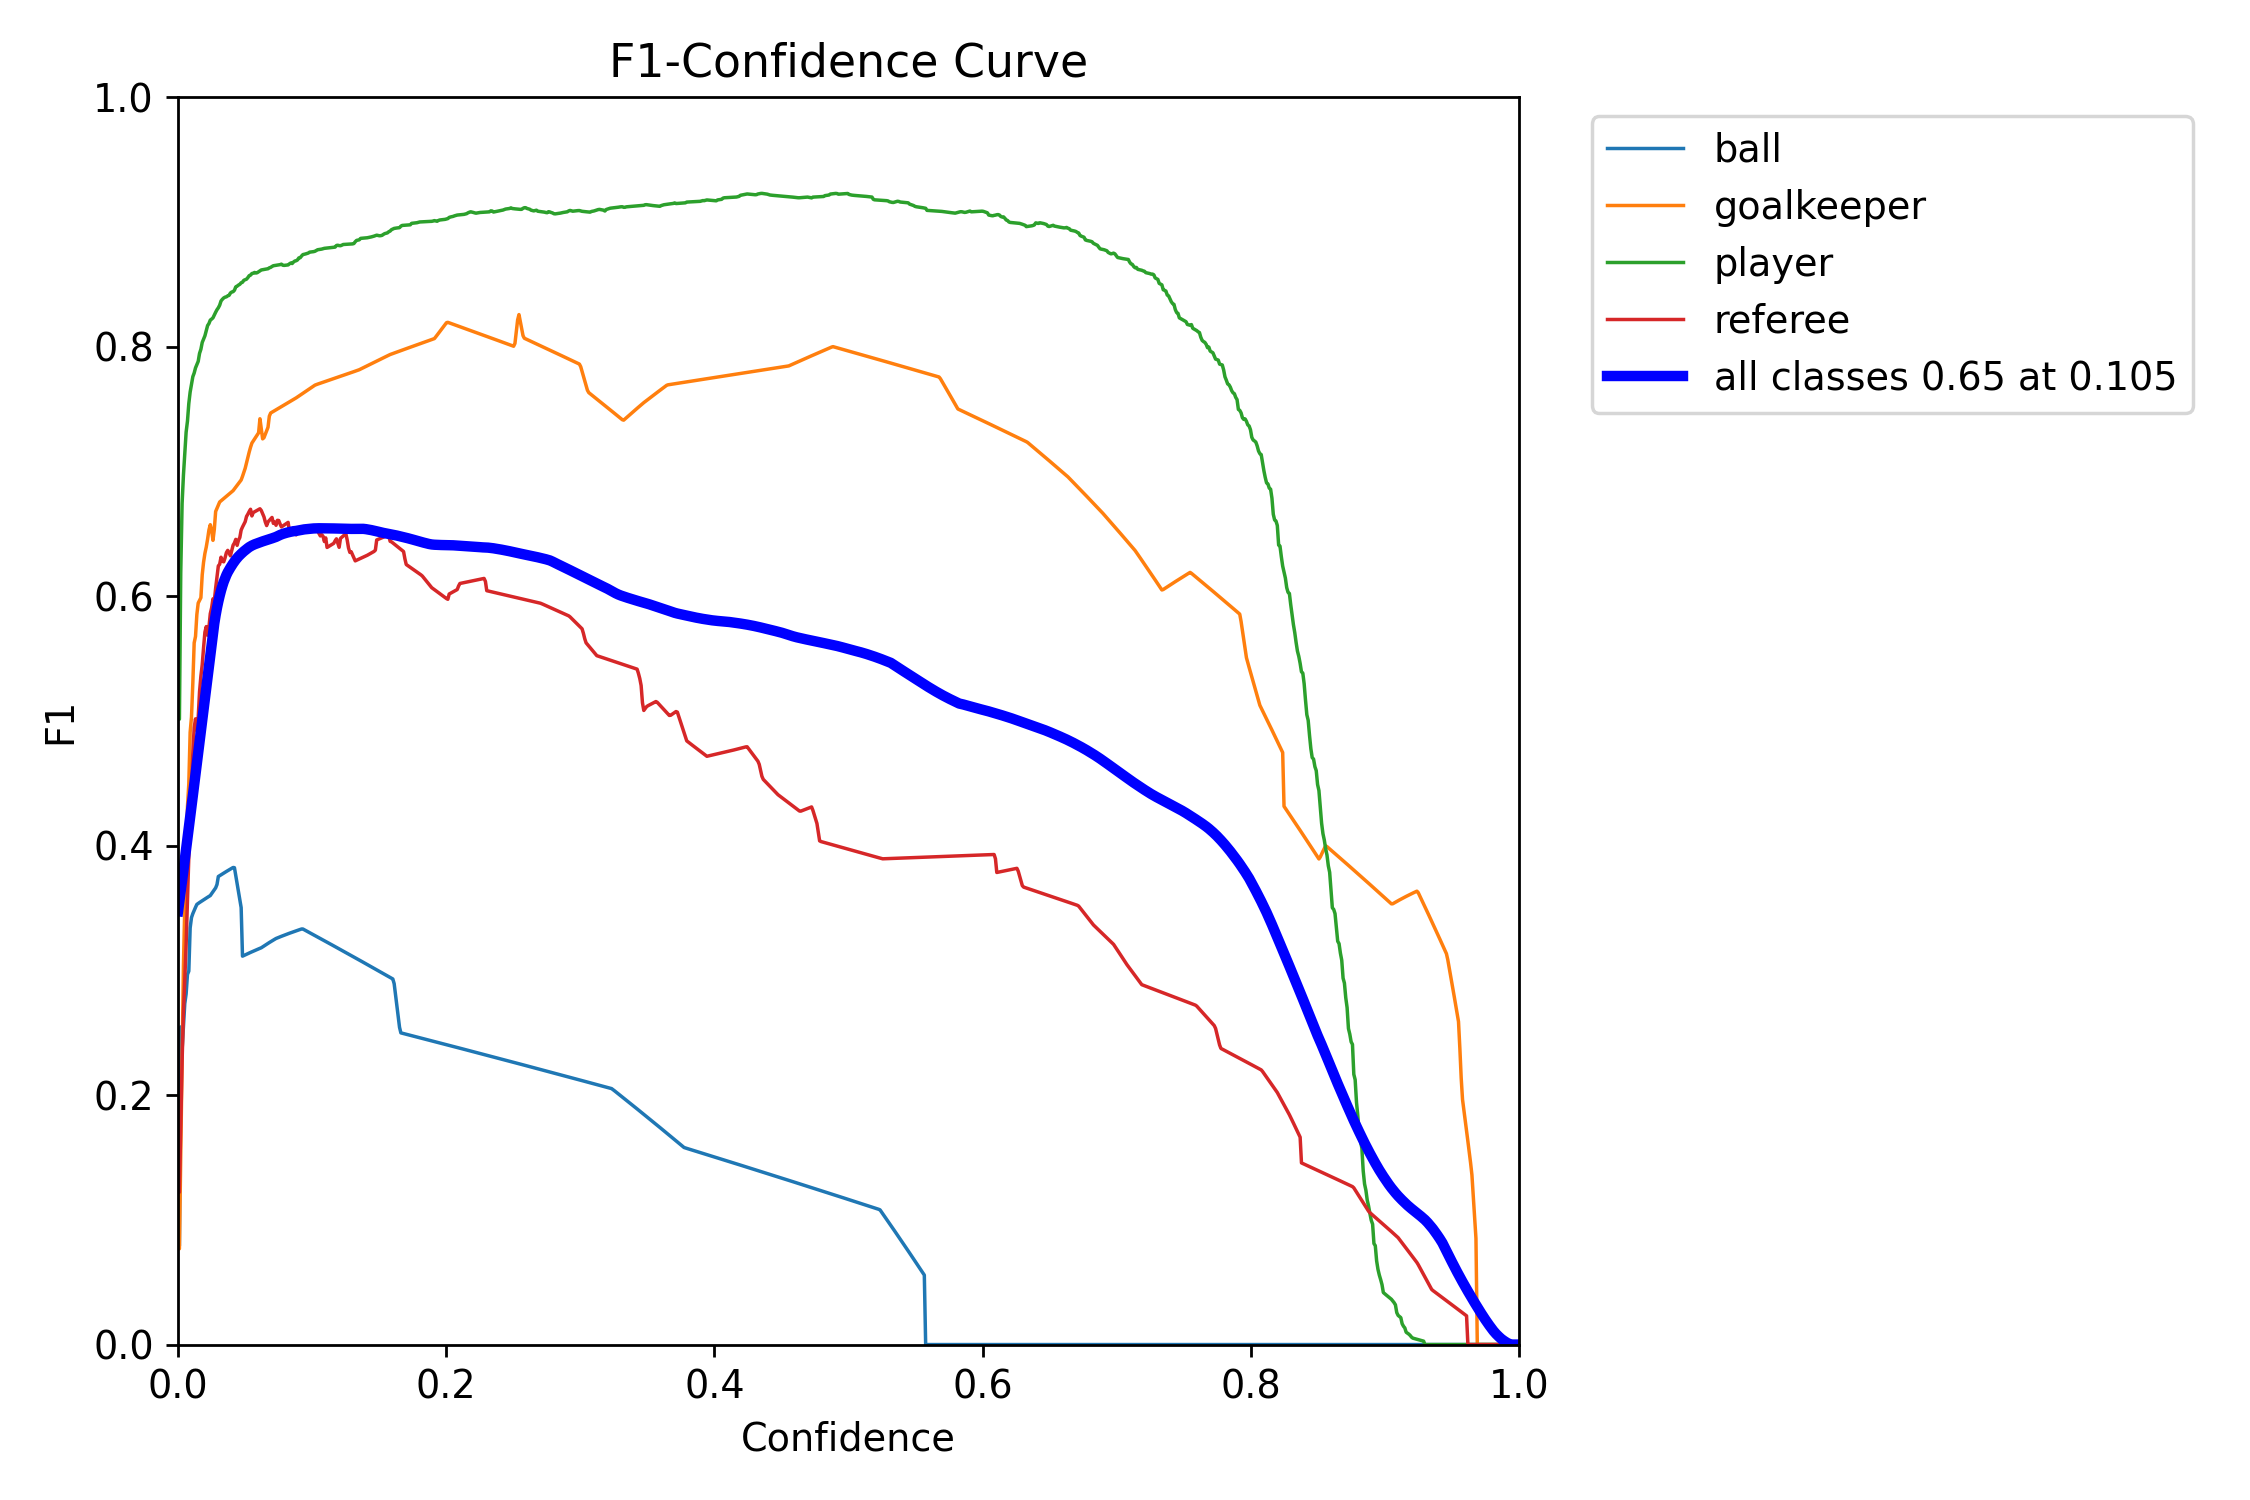 F1-Confidence Curve
1.0
0.8
0.6
0.4
0.2
0.0
F1
0.0 0.2 0.4 0.6 0.8 1.0
Confidence
ball
goalkeeper
player
referee
all classes 0.65 at 0.105